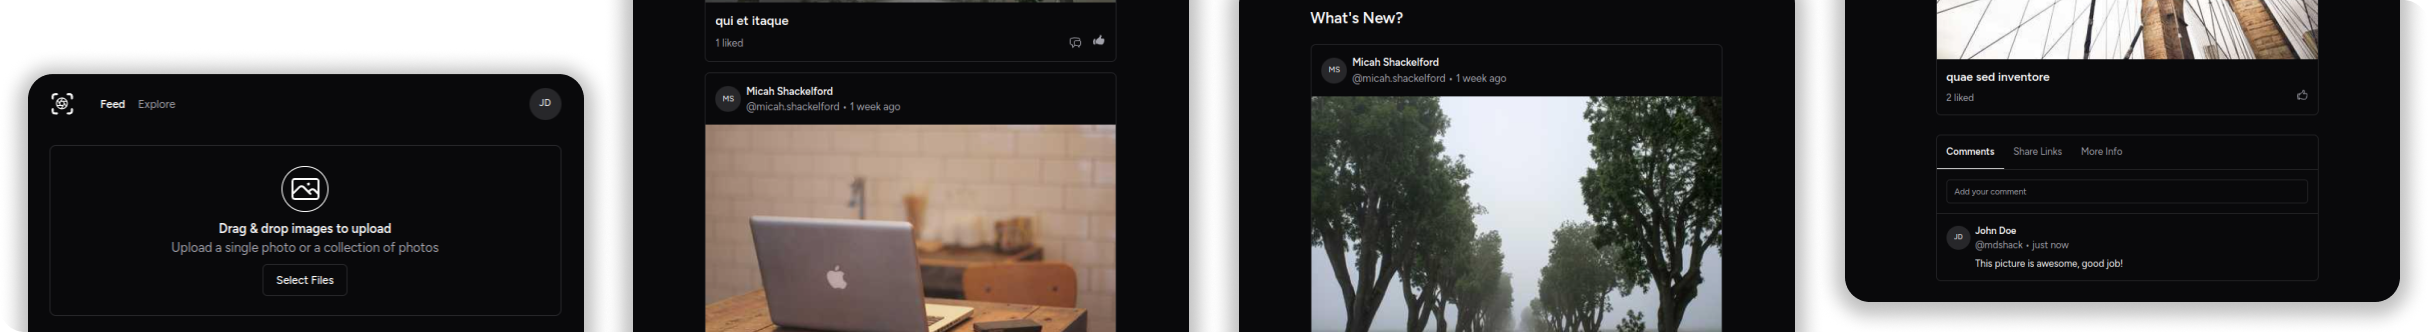 Feed Explore
JD
Drag & drop images to upload
Upload a single photo or a collection of photos
Select Files
qui et itaque
1 liked
MS
Micah Shackelford
@micah.shackelford • 1 week ago
What's New?
MS
Micah Shackelford
@micah.shackelford • 1 week ago
quae sed inventore
2 liked
Comments Share Links More Info
Add your comment
JD
John Doe
@mdshack • just now
This picture is awesome, good job!